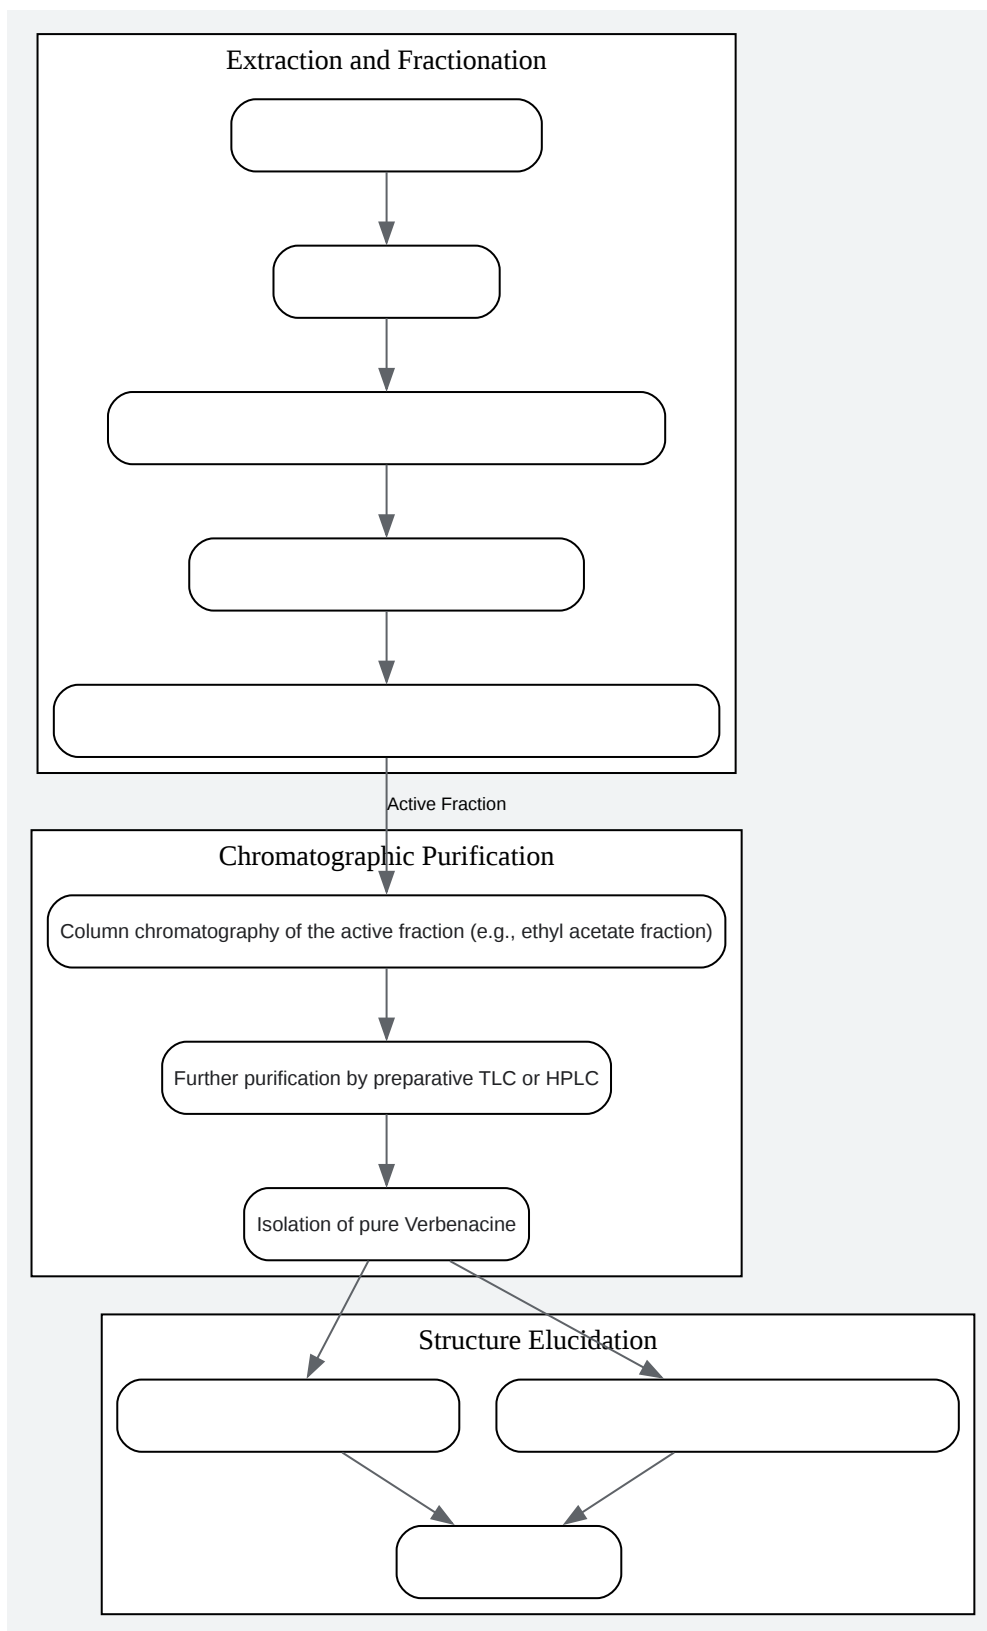 Extraction and Fractionation
Active Fraction
Chromatographic Purification
Column chromatography of the active fraction (e.g., ethyl acetate fraction)
Further purification by preparative TLC or HPLC
Isolation of pure Verbenacine
Structure Elucidation